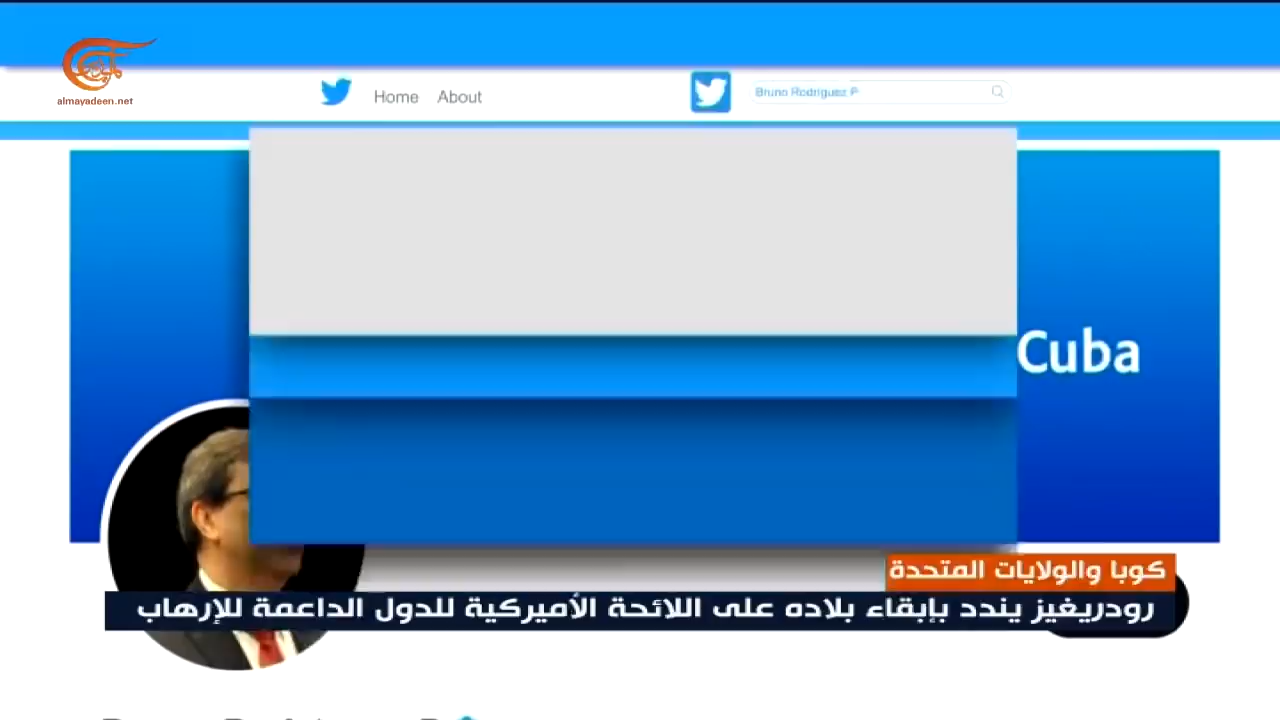 almayadeen.net
Home About
Bruno Rodríguez P
Cuba
كوبا والولايات المتحدة
رودريغيز يندد بإبقاء بلاده على اللائحة الأميركية للدول الداعمة للإرهاب